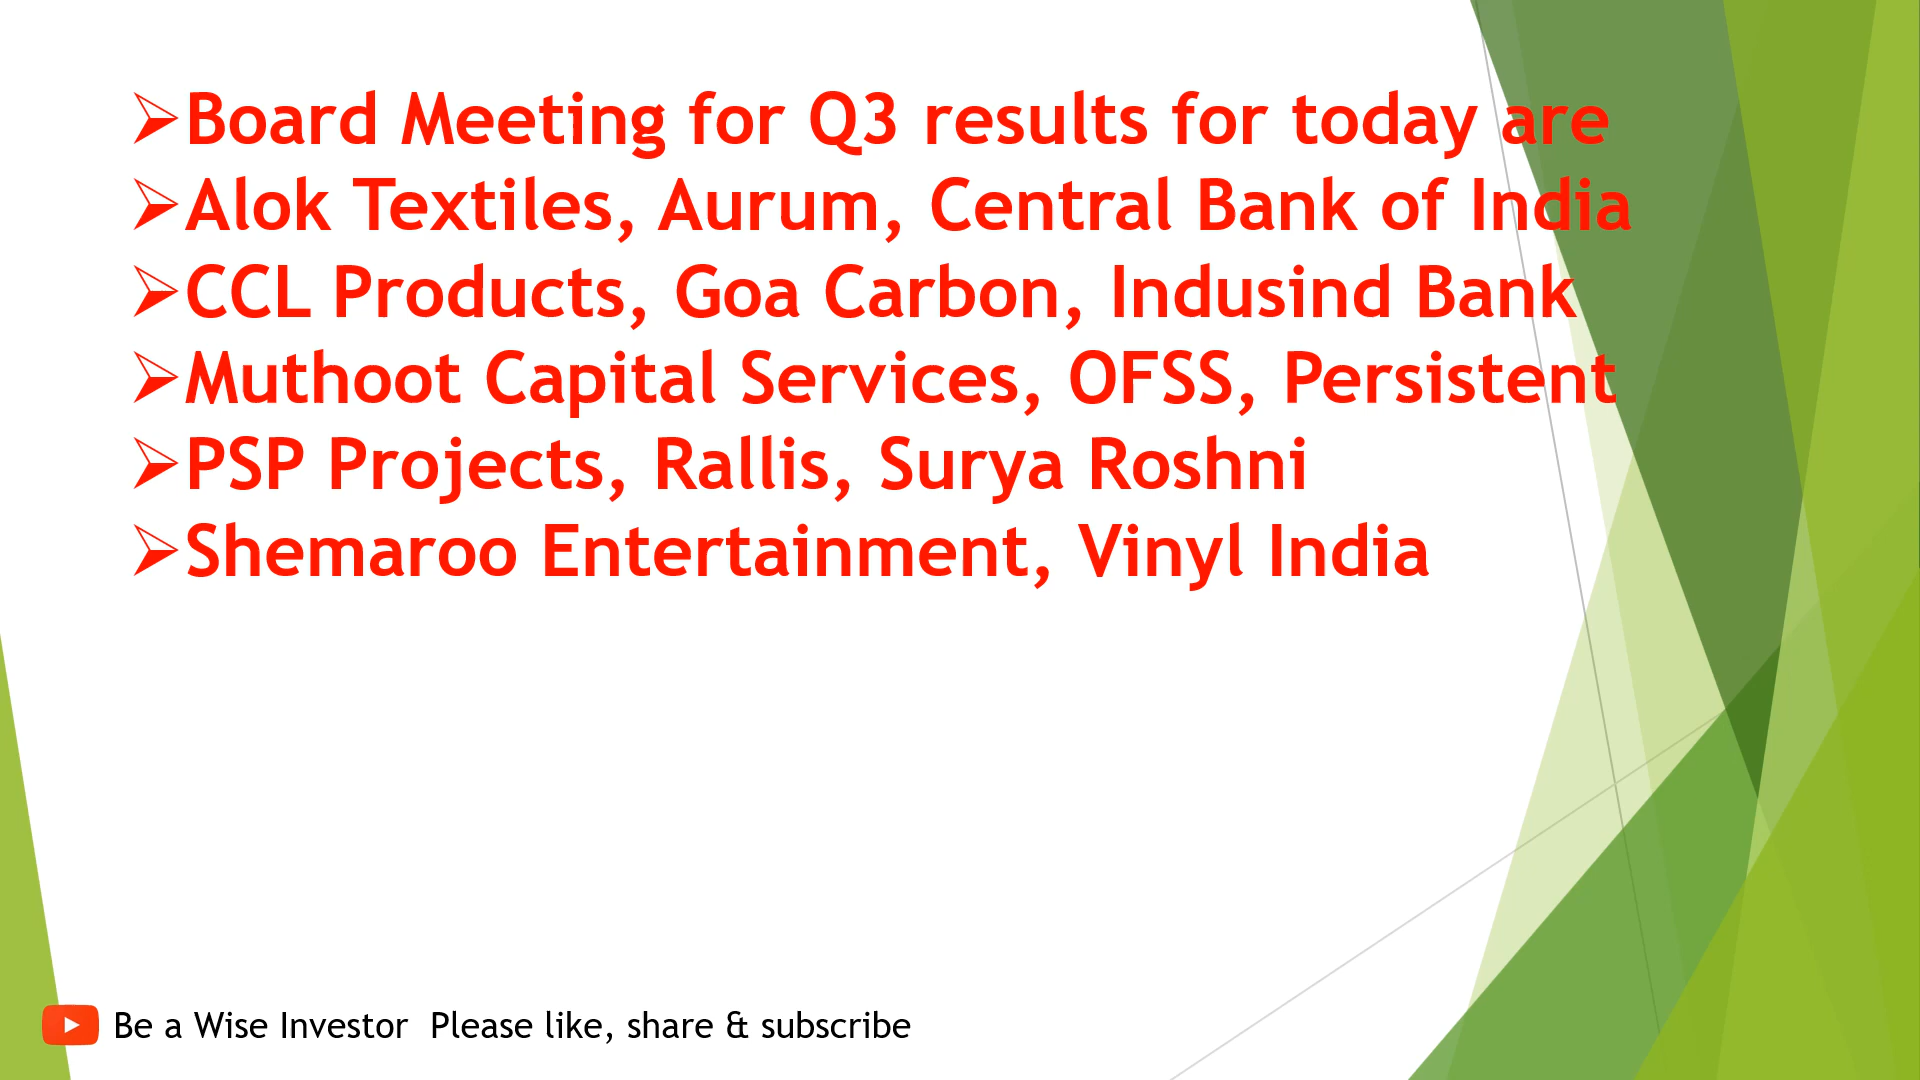 ➢Board Meeting for Q3 results for today are
➢Alok Textiles, Aurum, Central Bank of India
➢CCL Products, Goa Carbon, Indusind Bank
➢Muthoot Capital Services, OFSS, Persistent
➢PSP Projects, Rallis, Surya Roshni
➢Shemaroo Entertainment, Vinyl India
Be a Wise Investor  Please like, share & subscribe